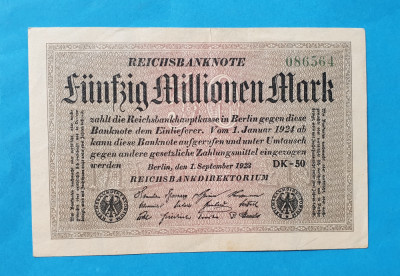 REICHSBANKNOTE
086564
Fünfzig Millionen Mark
zahlt die Reichsbankhauptkasse in Berlin gegen diese
Banknote dem Einlieferer. Vom 1. Januar 1924 ab
kann diese Banknote aufgerufen und unter Umtausch
gegen andere gesetzliche Zahlungsmittel eingezogen
werden
DK-50
Berlin, den 1. September 1923
REICHSBANKDIREKTORIUM